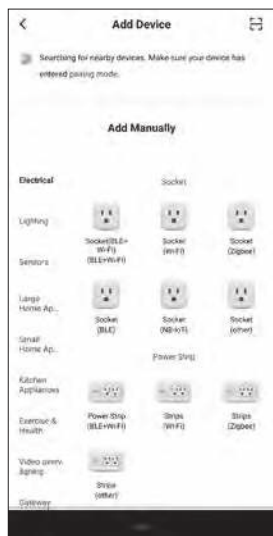 Add Device
Searching for nearby devices. Make sure your device has
entered pairing mode.
Add Manually
Electrical
Socket
Lighting
Sensors
Large
Home Ap...
Small
Home Ap...
Kitchen
Appliances
Exercise &
Health
Gateway
Socket(BLE+
Wi-Fi)
(BLE+Wi-Fi)
Socket
(Wi-Fi)
Socket
(Zigbee)
Socket
(BLE)
Socket
(NB-IoT)
Socket
(other)
Power Strip
Power Strip
(BLE+Wi-Fi)
Strips
(Wi-Fi)
Strips
(Zigbee)
Strips
(other)